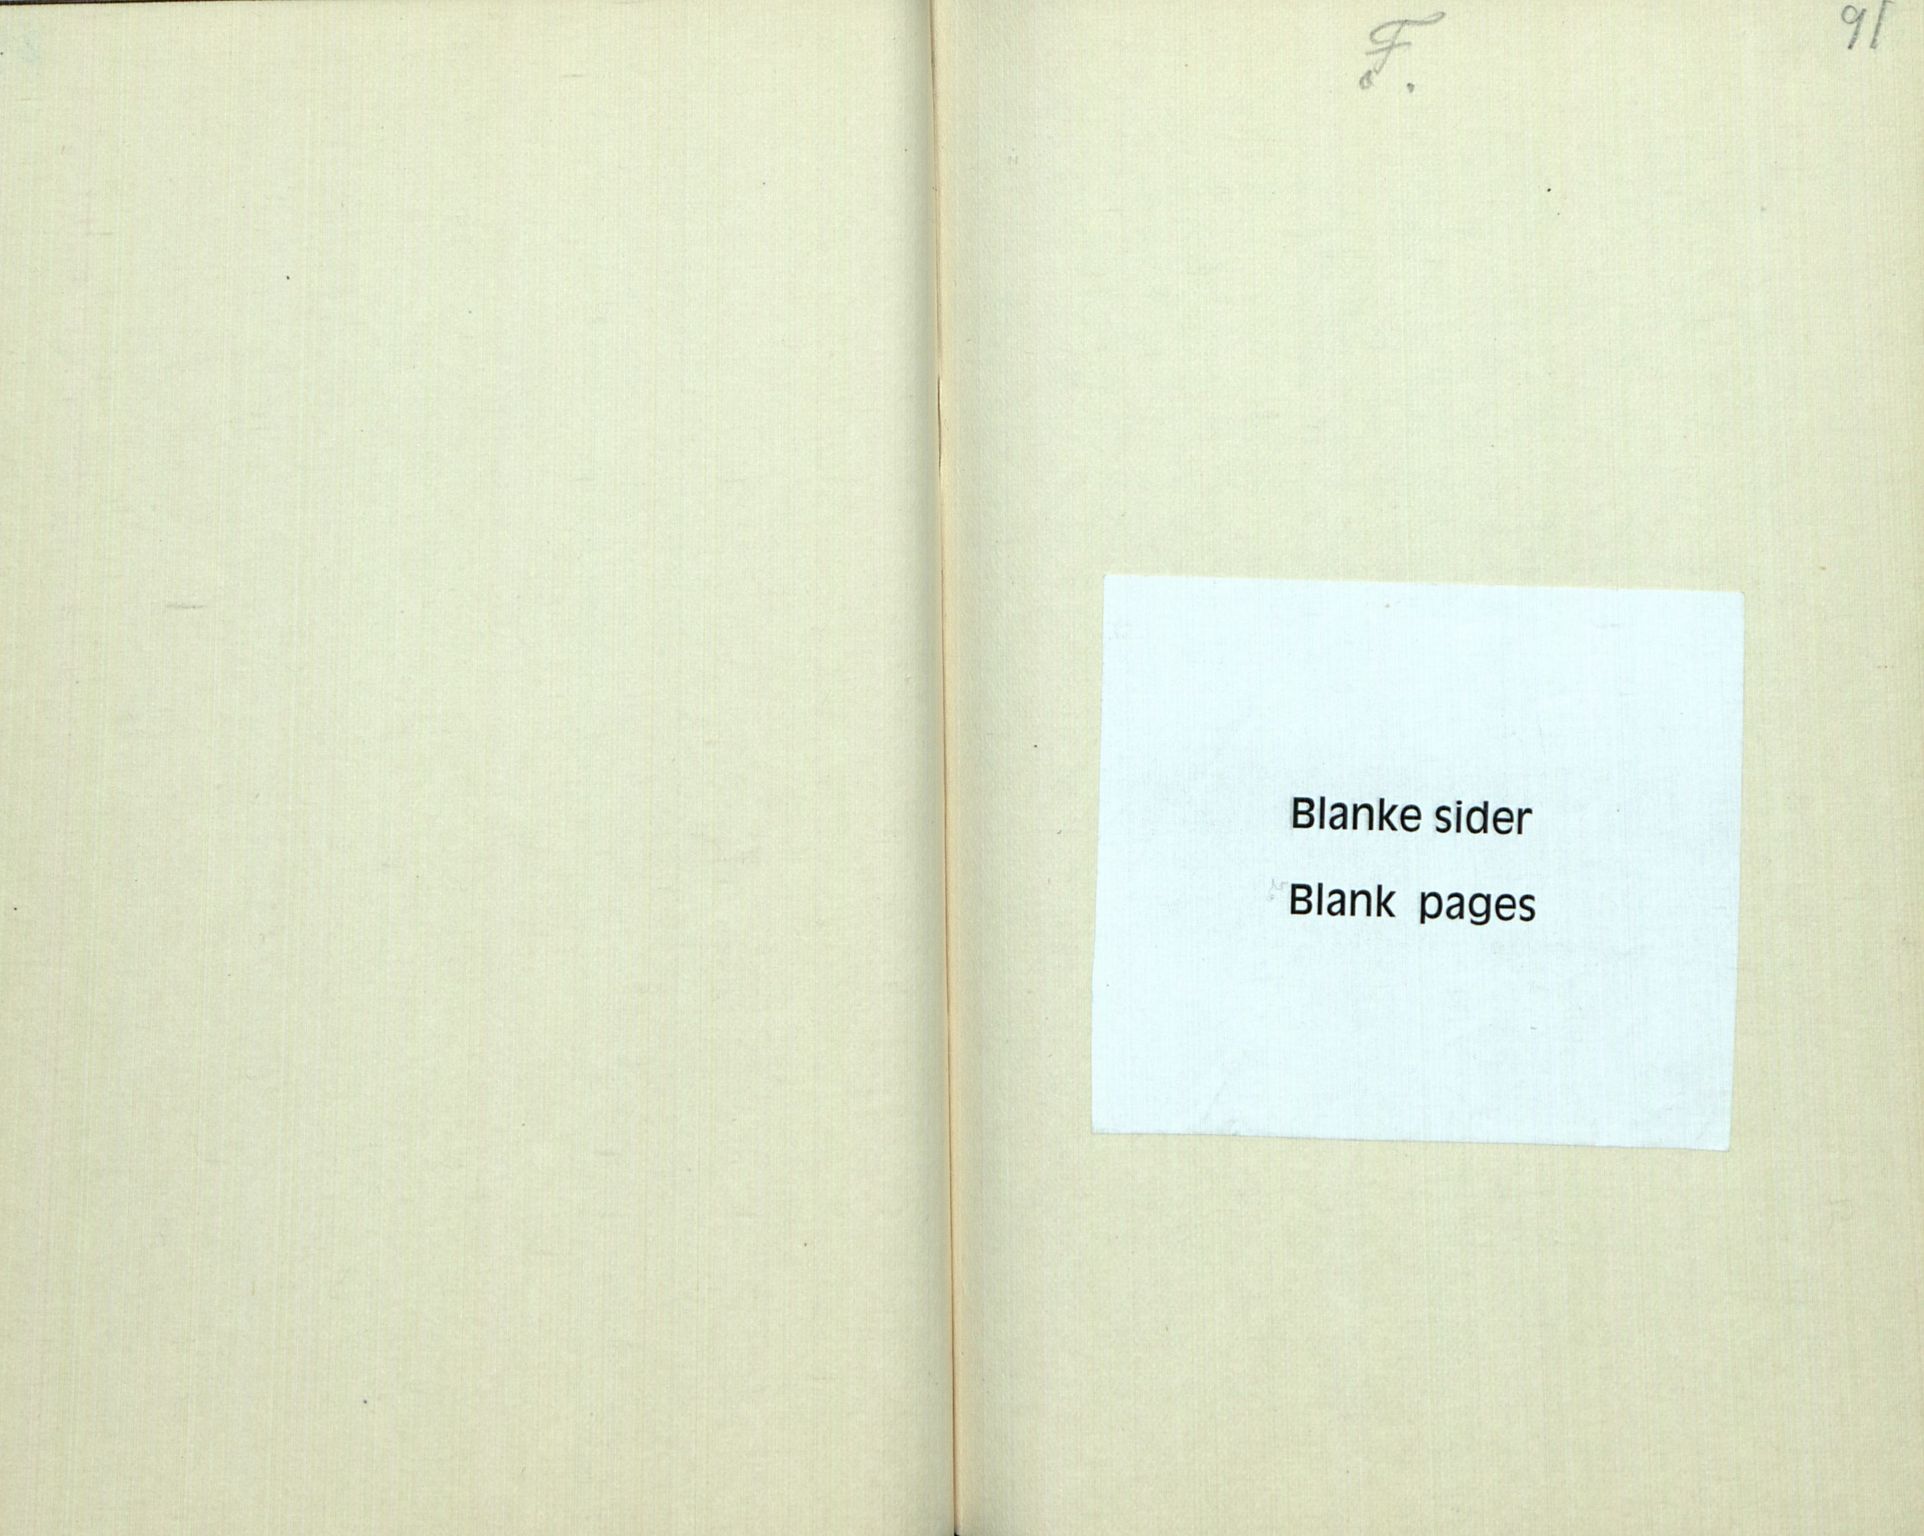 F.
91
Blanke sider
Blank pages